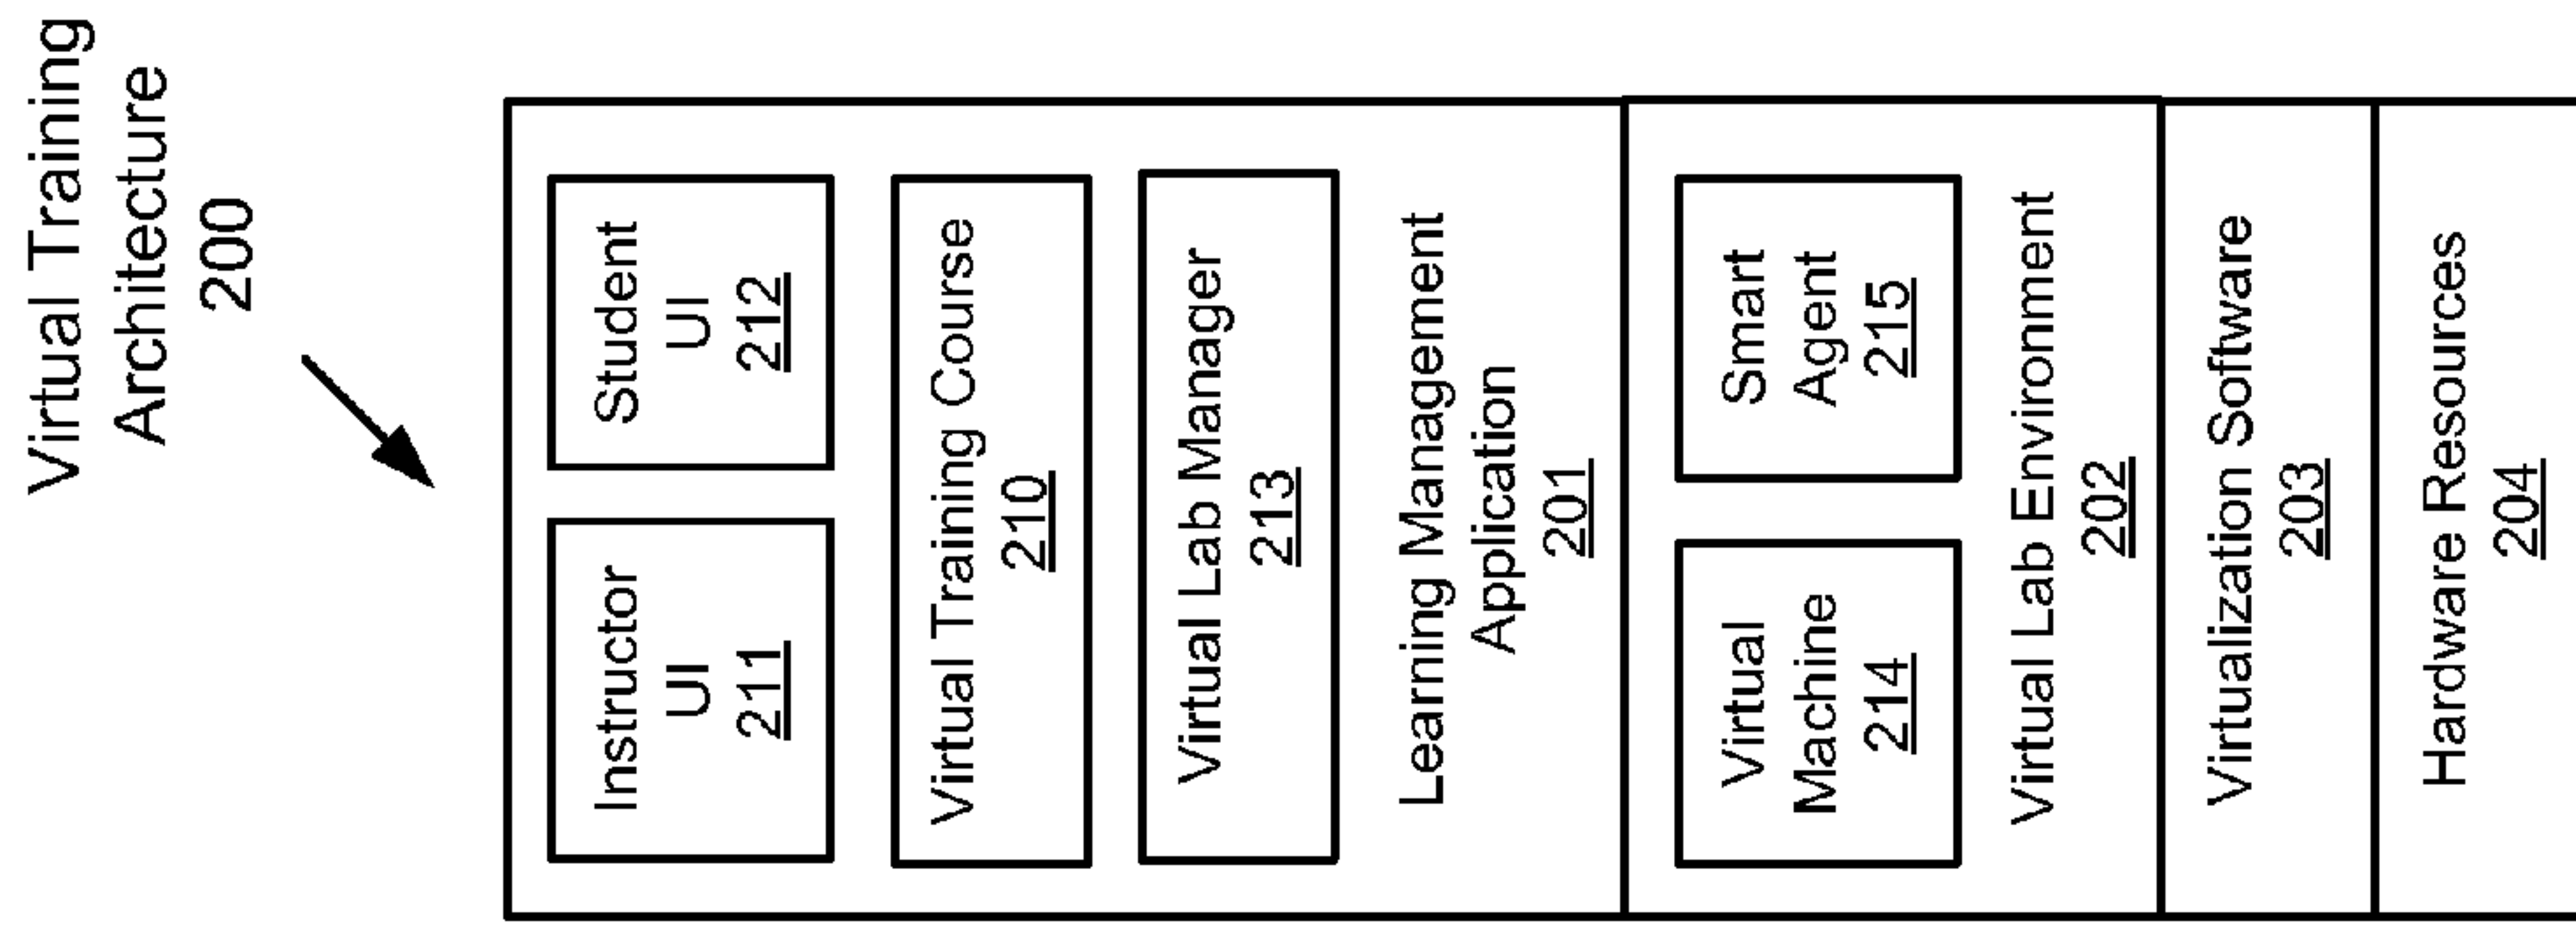 Virtual Training
Architecture
200
Instructor
UI
211
Student
UI
212
Virtual Training Course
210
Virtual Lab Manager
213
Learning Management
Application
201
Virtual
Machine
214
Smart
Agent
215
Virtual Lab Environment
202
Virtualization Software
203
Hardware Resources
204